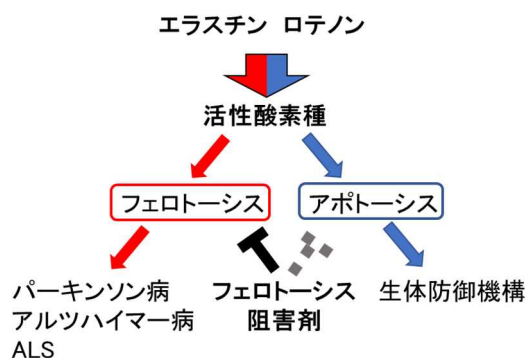 エラスチン ロテノン
活性酸素種
フェロトーシス
アポトーシス
パーキンソン病
アルツハイマー病
ALS
フェロトーシス
阻害剤
生体防御機構